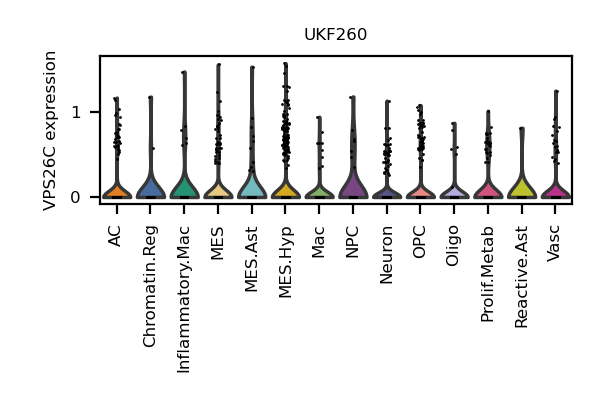 UKF260
VPS26C expression
1
0
AC
Chromatin.Reg
Inflammatory.Mac
MES
MES.Ast
MES.Hyp
Mac
NPC
Neuron
OPC
Oligo
Prolif.Metab
Reactive.Ast
Vasc